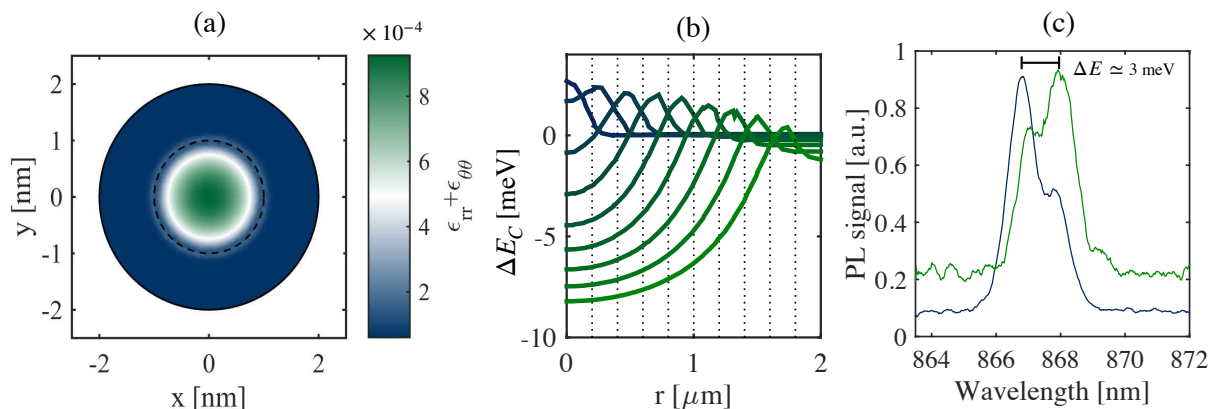 (a)
(b)
(c)
× 10⁻⁴
2
1
0
-1
-2
y [nm]
-2
0
2
x [nm]
8
6
4
2
ϵrr+ϵθθ
0
-5
-10
ΔE_C [meV]
0
1
2
r [μm]
ΔE ≃ 3 meV
1
0.8
0.6
0.4
0.2
0
PL signal [a.u.]
864
866
868
870
872
Wavelength [nm]